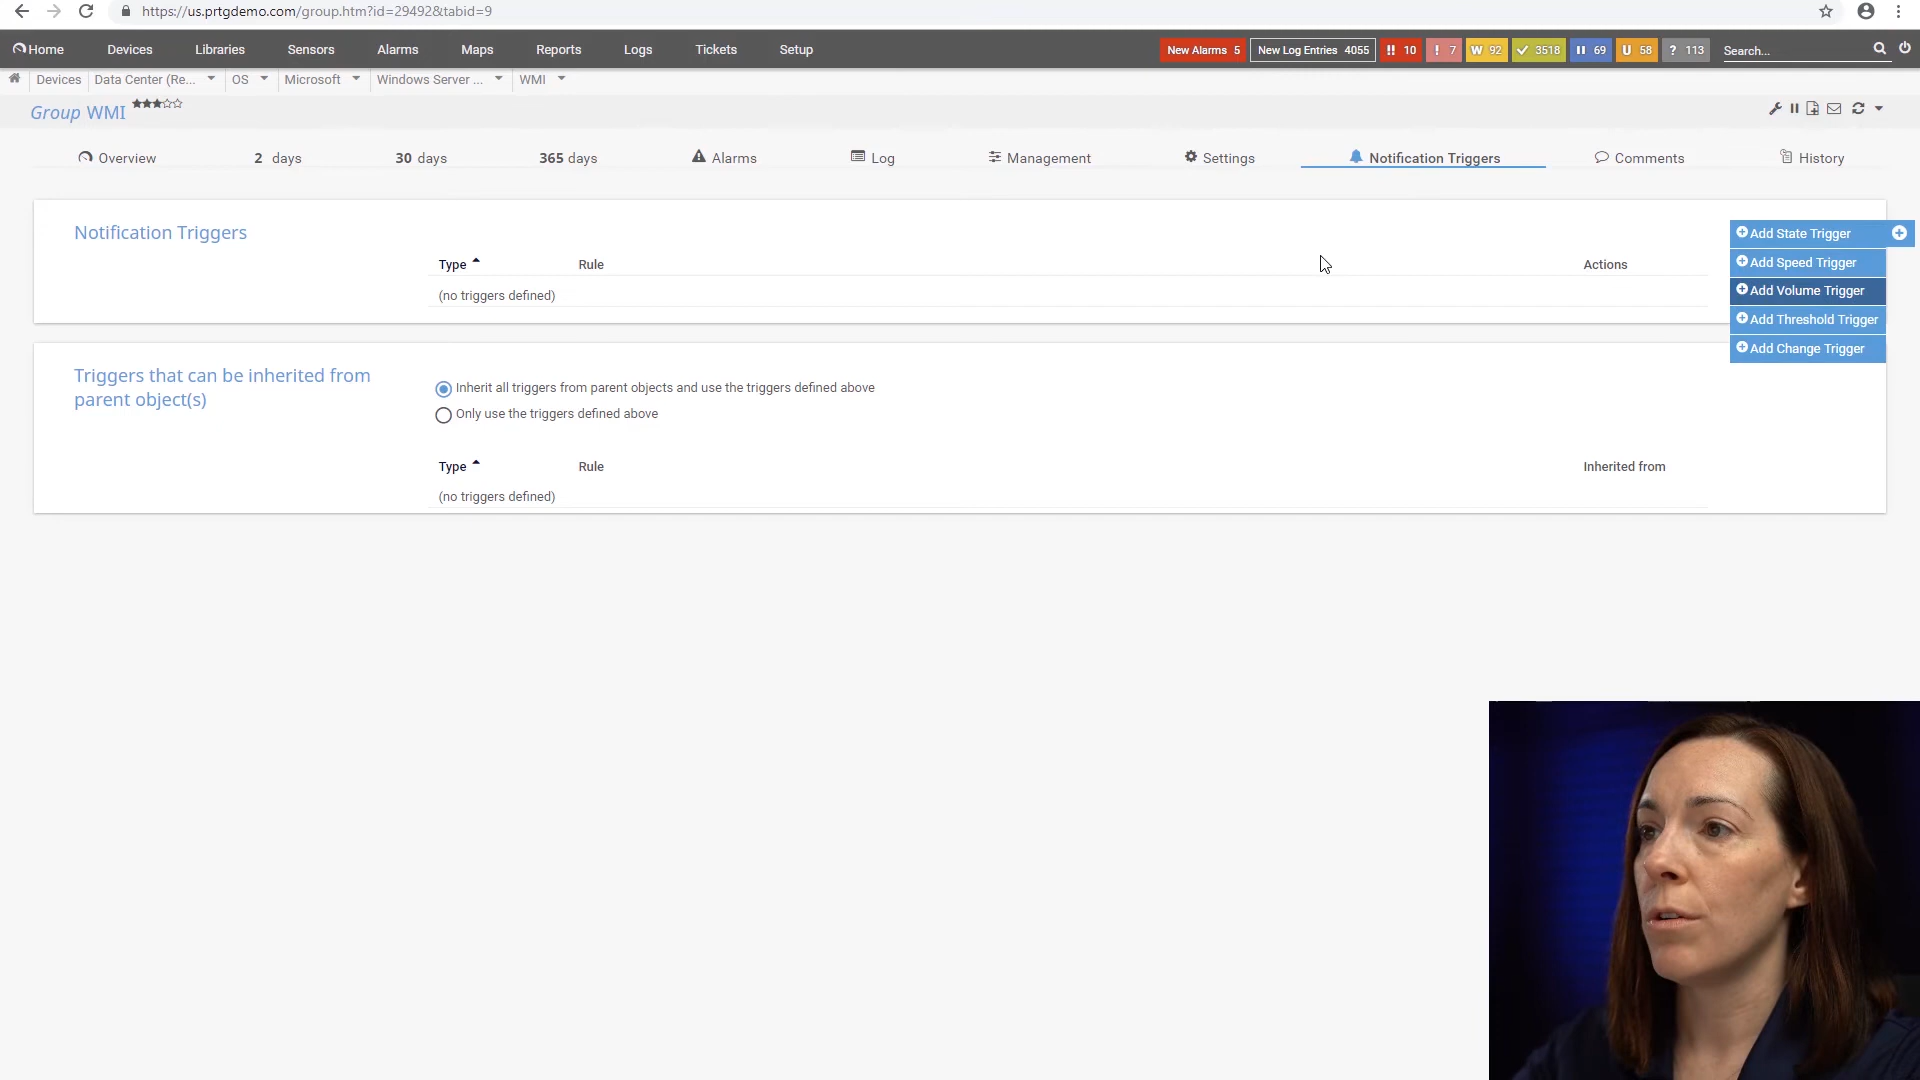 https://us.prtgdemo.com/group.htm?id=29492&tabid=9
Home Devices Libraries Sensors Alarms Maps Reports Logs Tickets Setup New Alarms 5 New Log Entries 4055 !! 10 ! 7 W 92 3518 69 U 58 ? 113 Search...
Devices Data Center (Re... OS Microsoft Windows Server ... WMI
Group WMI
Overview 2 days 30 days 365 days Alarms Log Management Settings Notification Triggers Comments History
Notification Triggers
Type Rule Actions
(no triggers defined)
Add State Trigger
Add Speed Trigger
Add Volume Trigger
Add Threshold Trigger
Add Change Trigger
Triggers that can be inherited from
parent object(s)
Inherit all triggers from parent objects and use the triggers defined above
Only use the triggers defined above
Type Rule Inherited from
(no triggers defined)